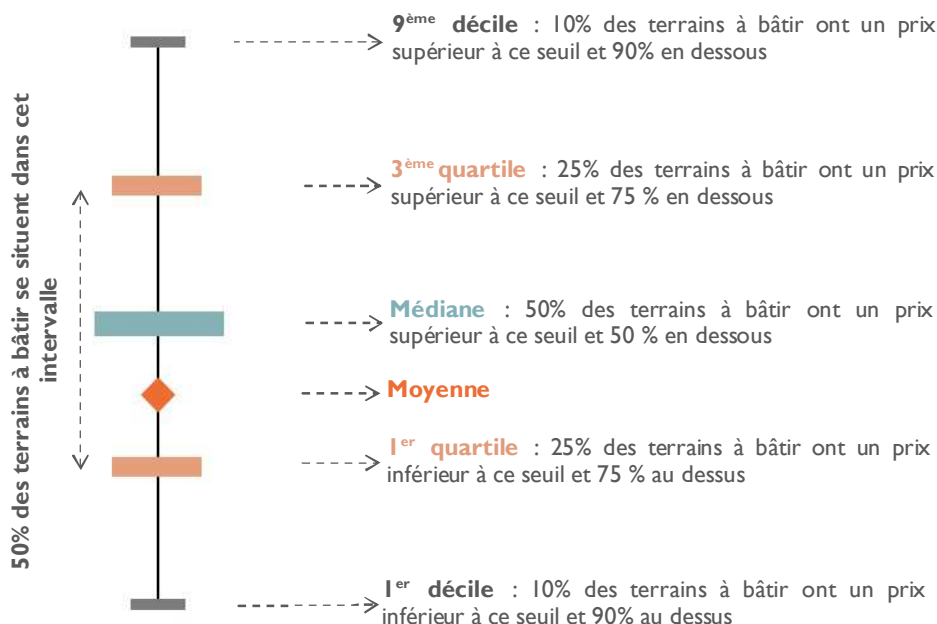 9ème décile : 10% des terrains à bâtir ont un prix
supérieur à ce seuil et 90% en dessous
3ème quartile : 25% des terrains à bâtir ont un prix
supérieur à ce seuil et 75 % en dessous
50% des terrains à bâtir se situent dans cet
intervalle
Médiane : 50% des terrains à bâtir ont un prix
supérieur à ce seuil et 50 % en dessous
Moyenne
1er quartile : 25% des terrains à bâtir ont un prix
inférieur à ce seuil et 75 % au dessus
1er décile : 10% des terrains à bâtir ont un prix
inférieur à ce seuil et 90% au dessus